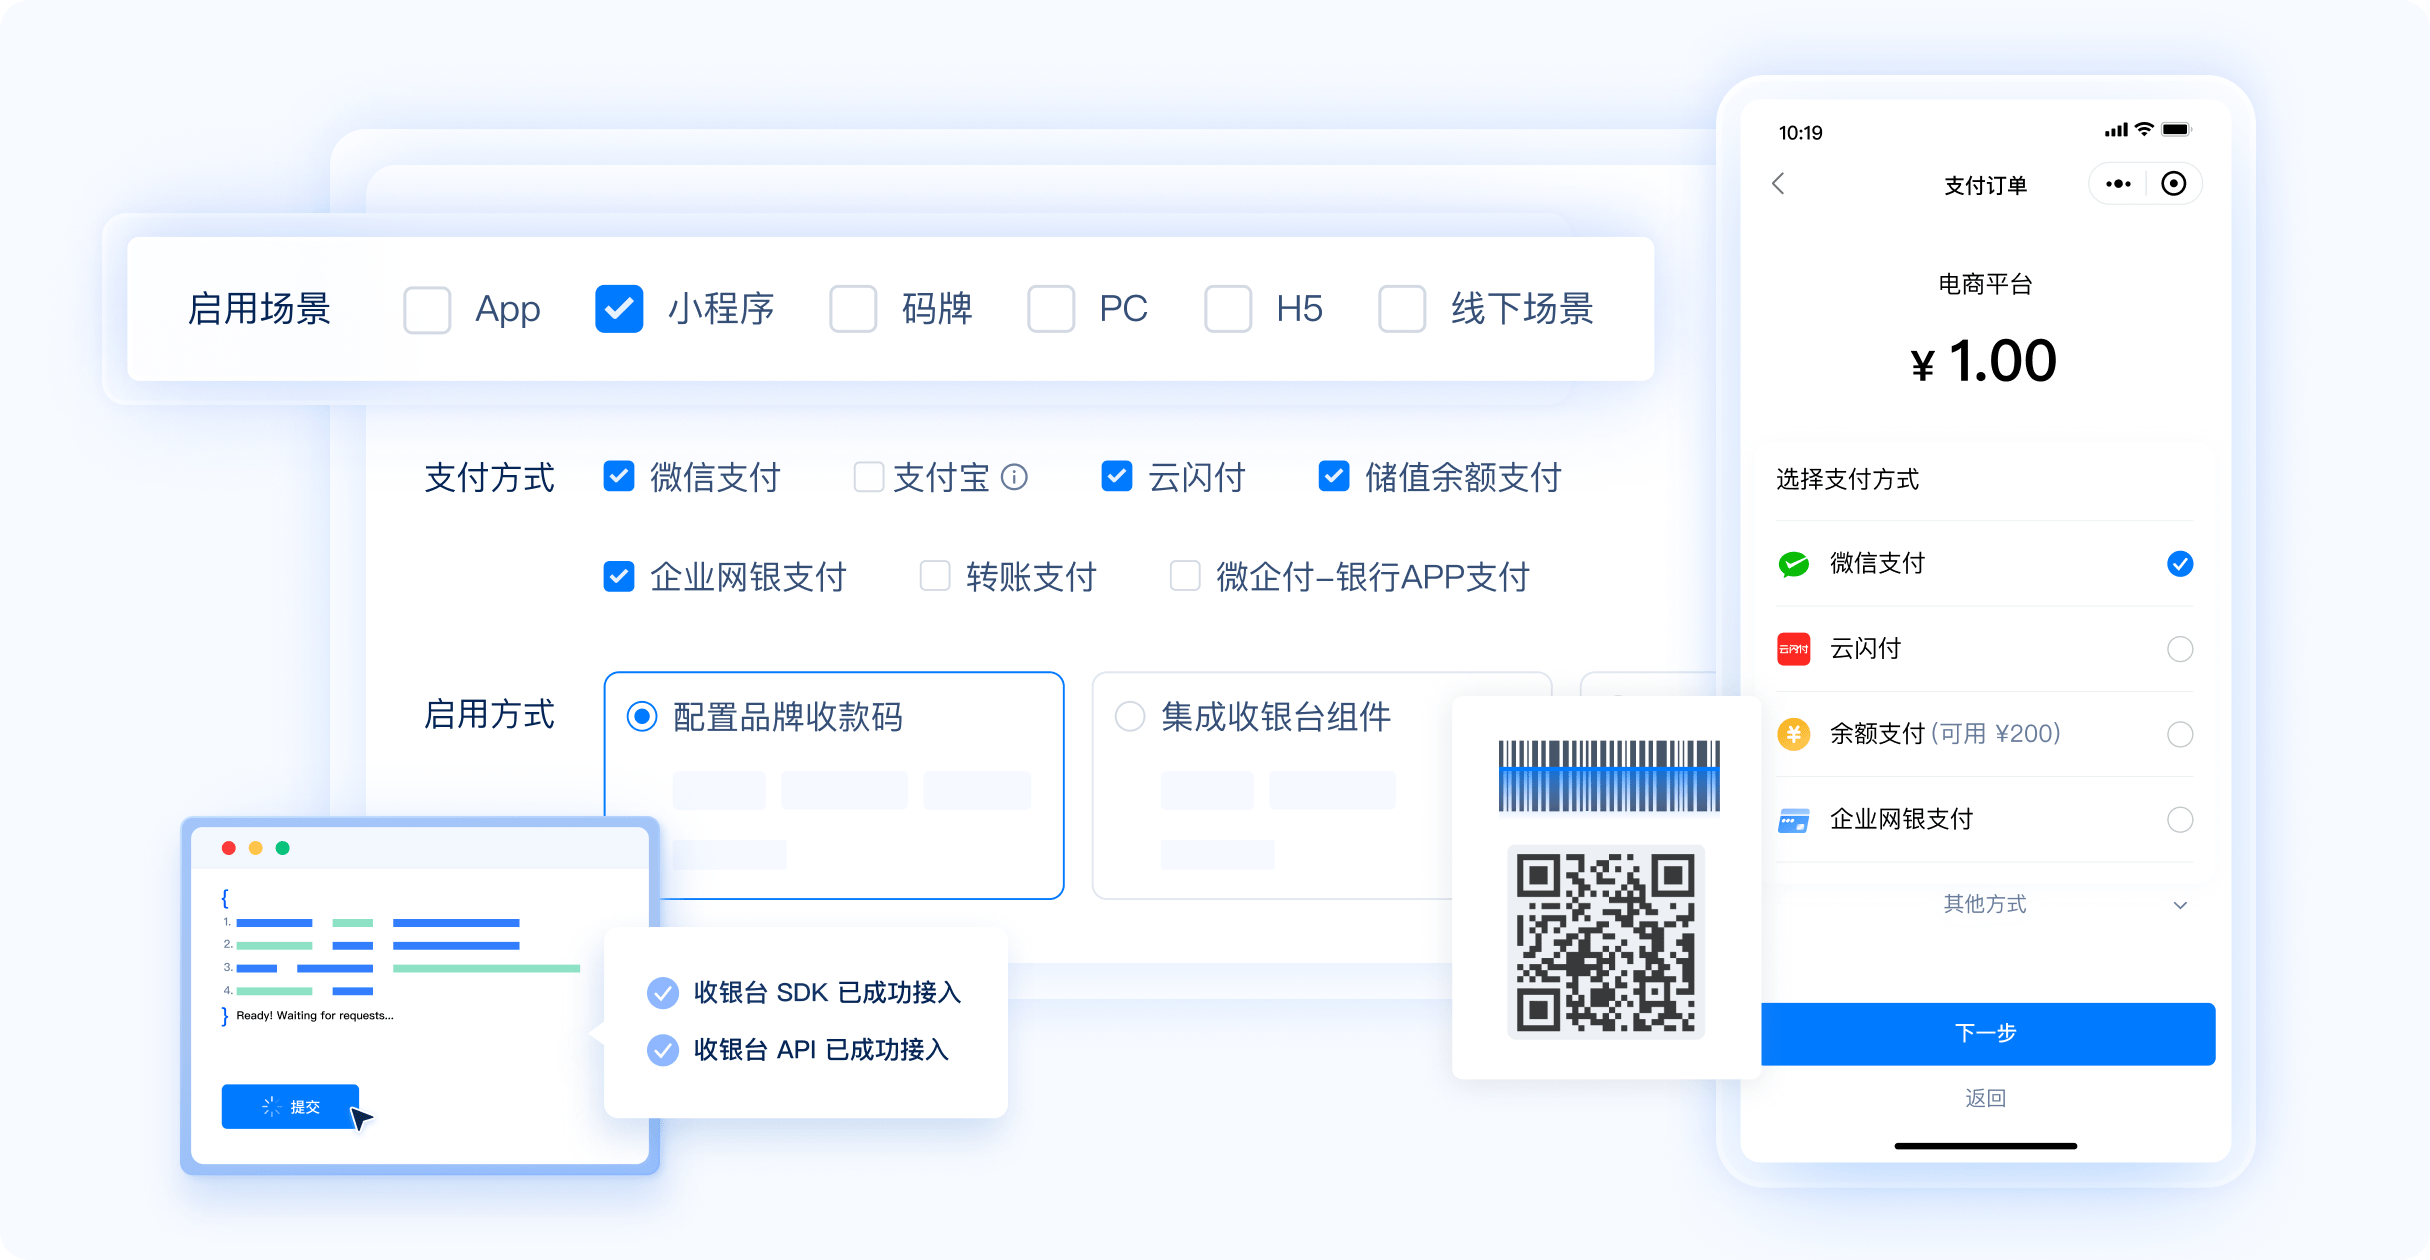 启用场景 App 小程序 码牌 PC H5 线下场景
支付方式 微信支付 支付宝 云闪付 储值余额支付
企业网银支付 转账支付 微企付-银行APP支付
启用方式 配置品牌收款码 集成收银台组件
{
1.
2.
3.
4.
} Ready! Waiting for requests...
提交
收银台 SDK 已成功接入
收银台 API 已成功接入
10:19
支付订单
电商平台
¥ 1.00
选择支付方式
微信支付
云闪付 云闪付
余额支付 (可用 ¥200)
企业网银支付
其他方式
下一步
返回